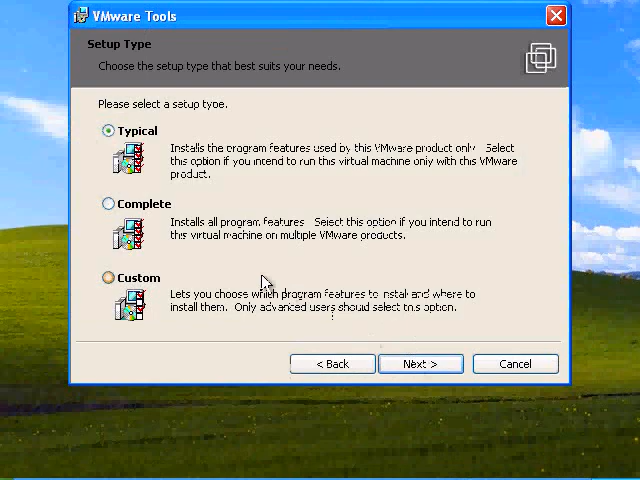 VMware Tools
Setup Type
Choose the setup type that best suits your needs.
Please select a setup type.
Typical
Installs the program features used by this VMware product only. Select
this option if you intend to run this virtual machine only with this VMware
product.
Complete
Installs all program features. Select this option if you intend to run
this virtual machine on multiple VMware products.
Custom
Lets you choose which program features to install and where to
install them. Only advanced users should select this option.
< Back
Next >
Cancel